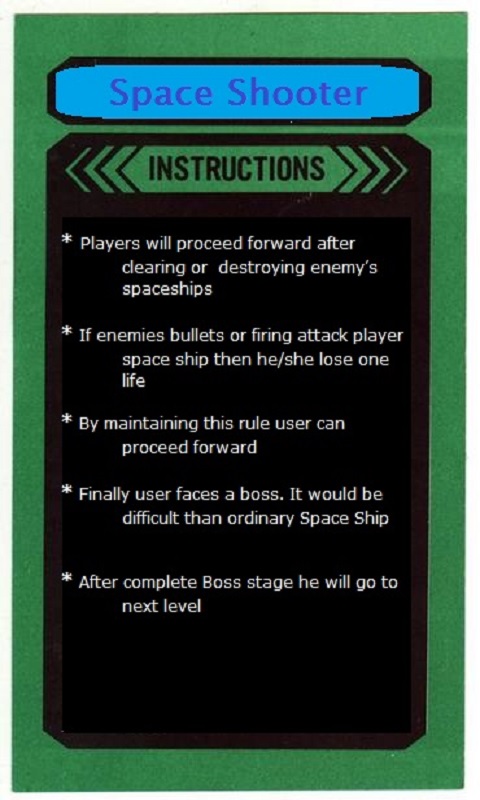 Space Shooter
INSTRUCTIONS
* Players will proceed forward after
clearing or destroying enemy's
spaceships
* If enemies bullets or firing attack player
space ship then he/she lose one
life
* By maintaining this rule user can
proceed forward
* Finally user faces a boss. It would be
difficult than ordinary Space Ship
* After complete Boss stage he will go to
next level